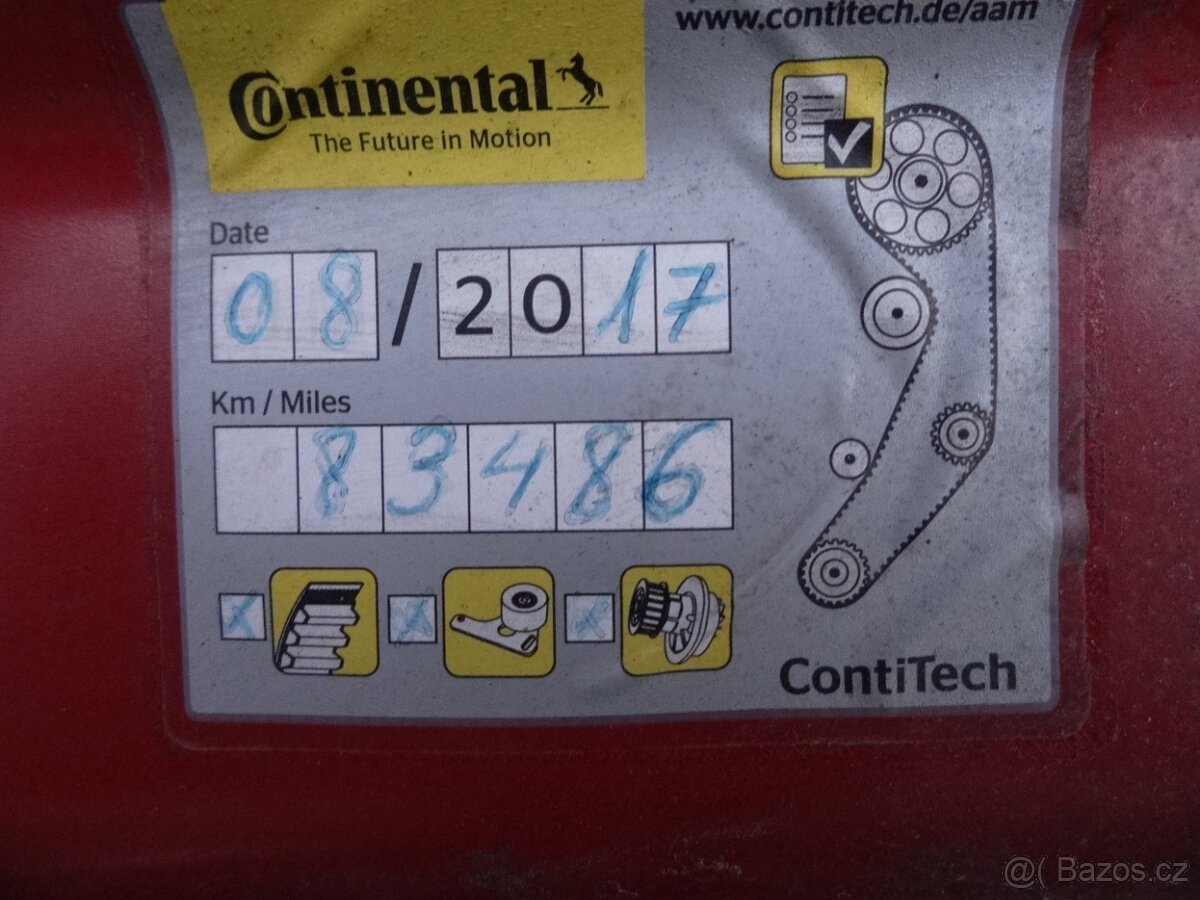 www.contitech.de/aam
Continental
The Future in Motion
Date
08/2017
Km / Miles
83486
x x x
ContiTech
@( Bazos.cz